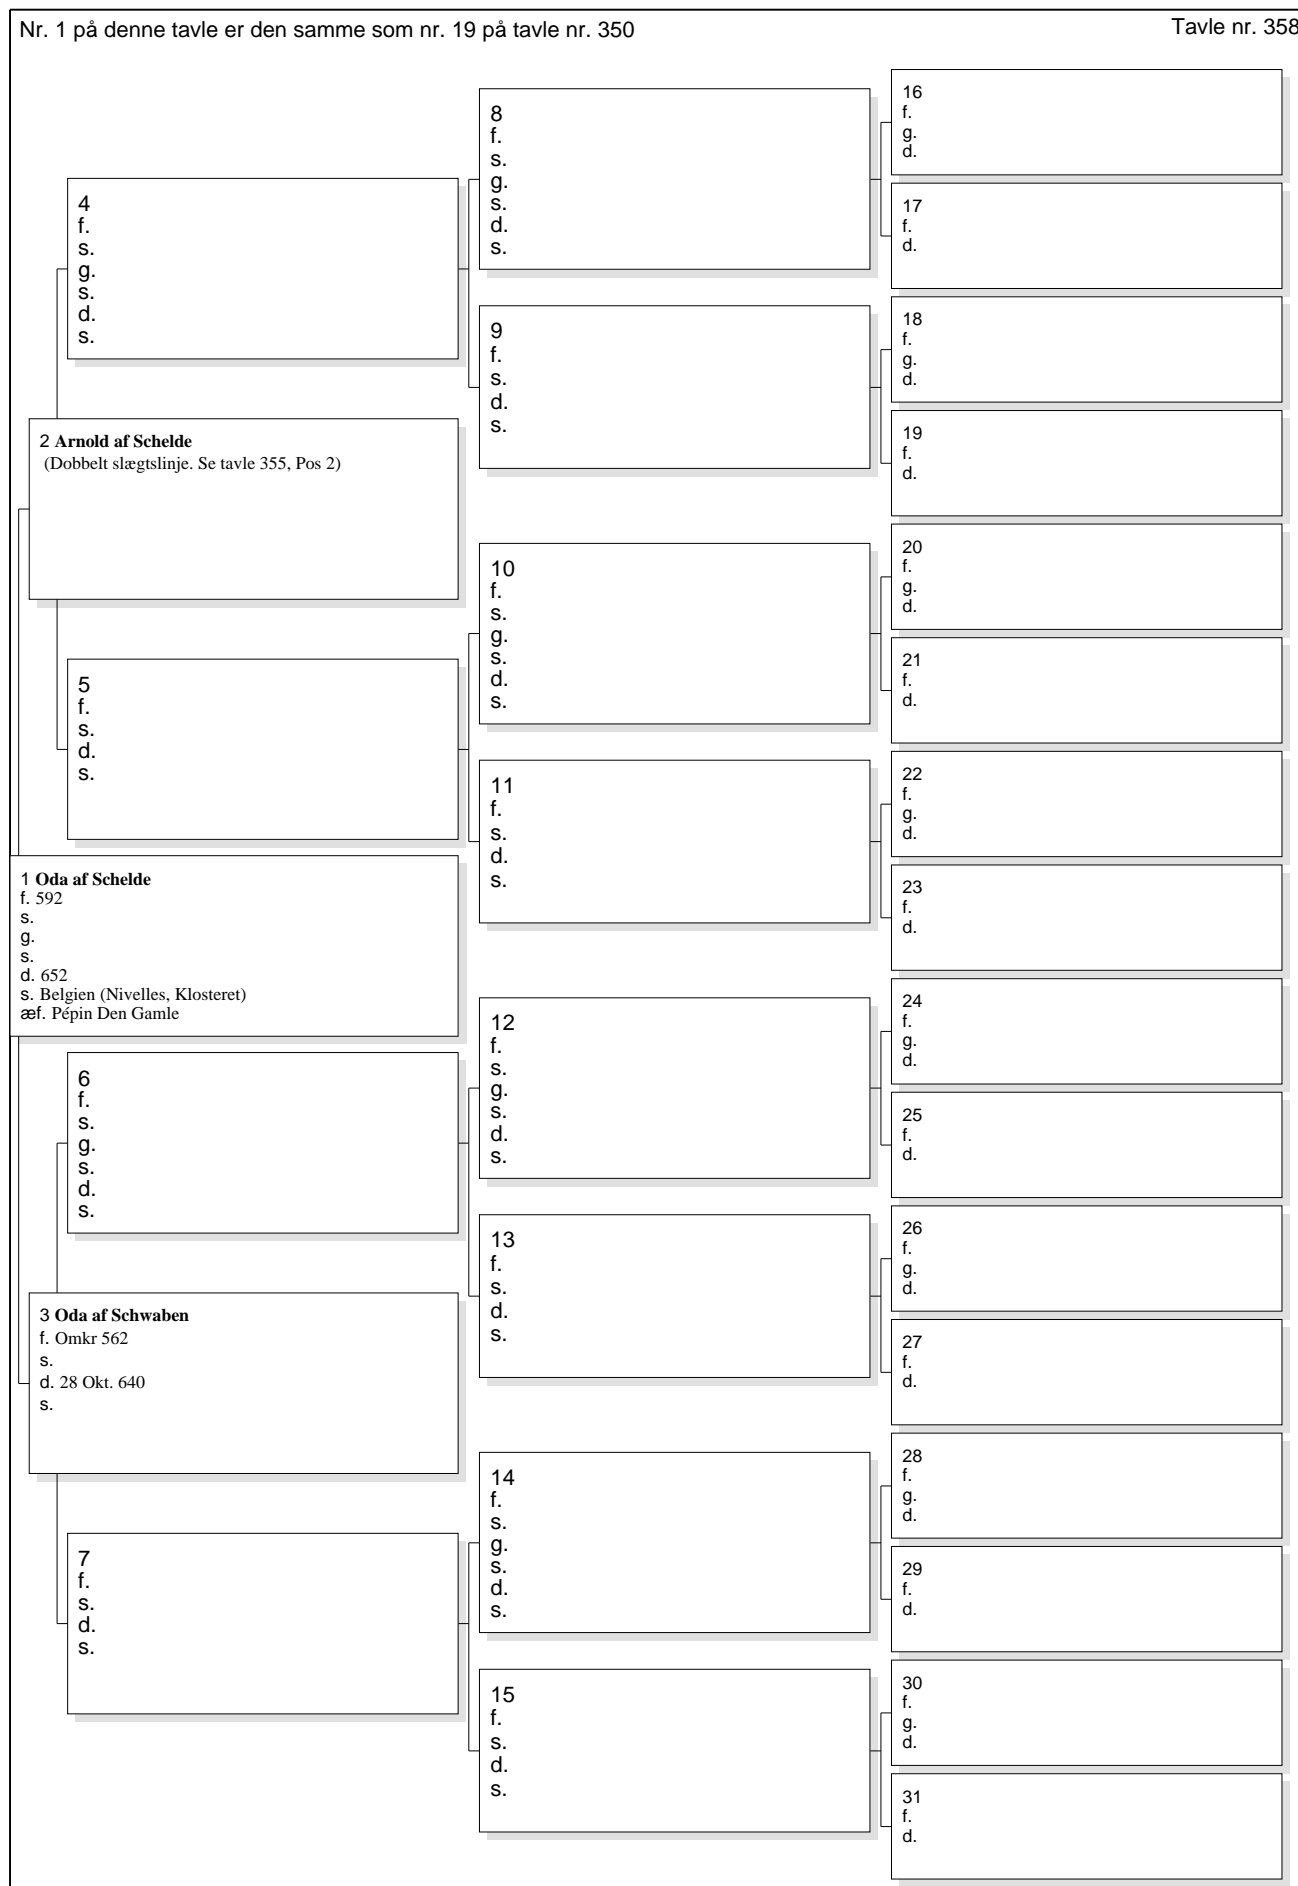 Nr. 1 på denne tavle er den samme som nr. 19 på tavle nr. 350
Tavle nr. 358
1 Oda af Schelde
f. 592
s.
g.
s.
d. 652
s. Belgien (Nivelles, Klosteret)
æf. Pépin Den Gamle
2 Arnold af Schelde
(Dobbelt slægtslinje. Se tavle 355, Pos 2)
3 Oda af Schwaben
f. Omkr 562
s.
d. 28 Okt. 640
s.
4
f.
s.
g.
s.
d.
s.
5
f.
s.
d.
s.
6
f.
s.
g.
s.
d.
s.
7
f.
s.
d.
s.
8
f.
s.
g.
s.
d.
s.
9
f.
s.
d.
s.
10
f.
s.
g.
s.
d.
s.
11
f.
s.
d.
s.
12
f.
s.
g.
s.
d.
s.
13
f.
s.
d.
s.
14
f.
s.
g.
s.
d.
s.
15
f.
s.
d.
s.
16
f.
g.
d.
17
f.
d.
18
f.
g.
d.
19
f.
d.
20
f.
g.
d.
21
f.
d.
22
f.
g.
d.
23
f.
d.
24
f.
g.
d.
25
f.
d.
26
f.
g.
d.
27
f.
d.
28
f.
g.
d.
29
f.
d.
30
f.
g.
d.
31
f.
d.